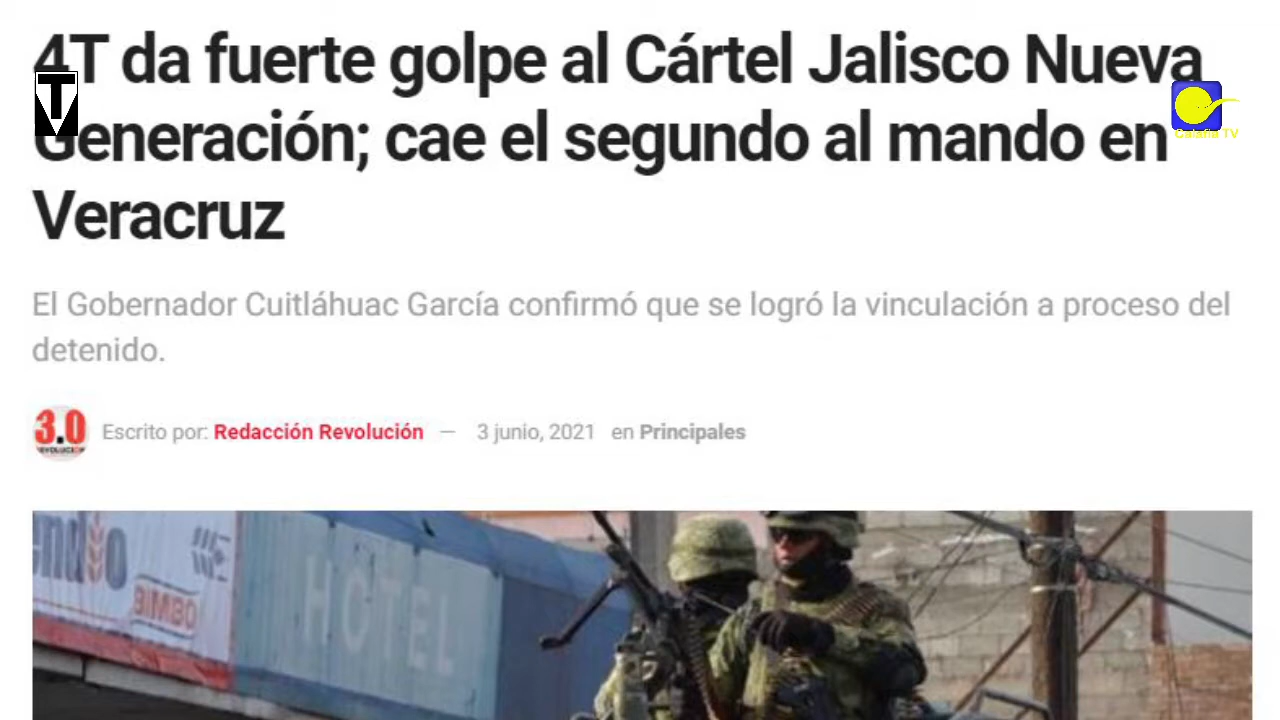 4T da fuerte golpe al Cártel Jalisco Nueva
Generación; cae el segundo al mando en
Veracruz
T
Calafia TV
El Gobernador Cuitláhuac García confirmó que se logró la vinculación a proceso del
detenido.
3.0
Escrito por: Redacción Revolución — 3 junio, 2021 en Principales
BIMBO
HOTEL